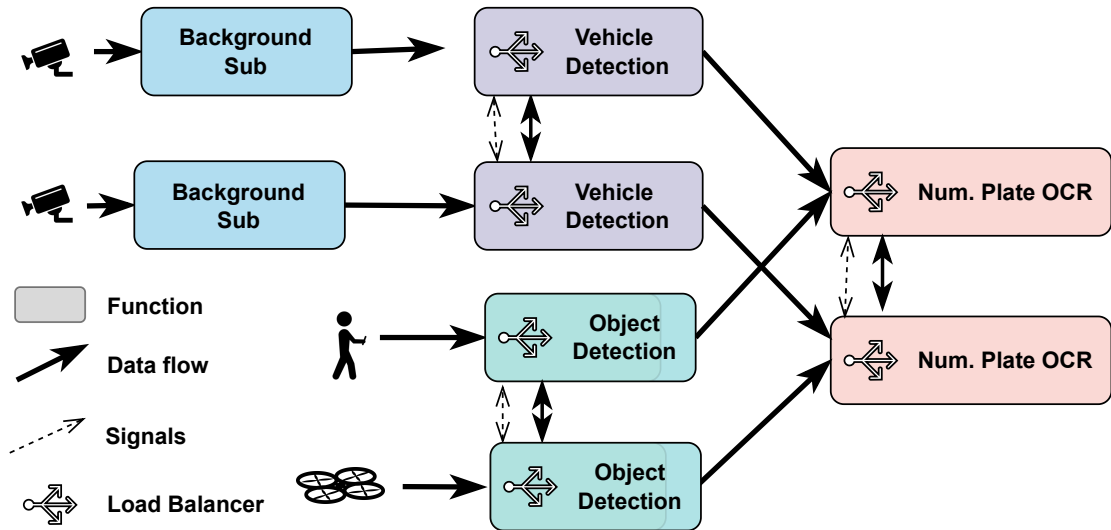 Background
Sub
Vehicle
Detection
Background
Sub
Vehicle
Detection
Num. Plate OCR
Function
Object
Detection
Data flow
Num. Plate OCR
Signals
Object
Detection
Load Balancer